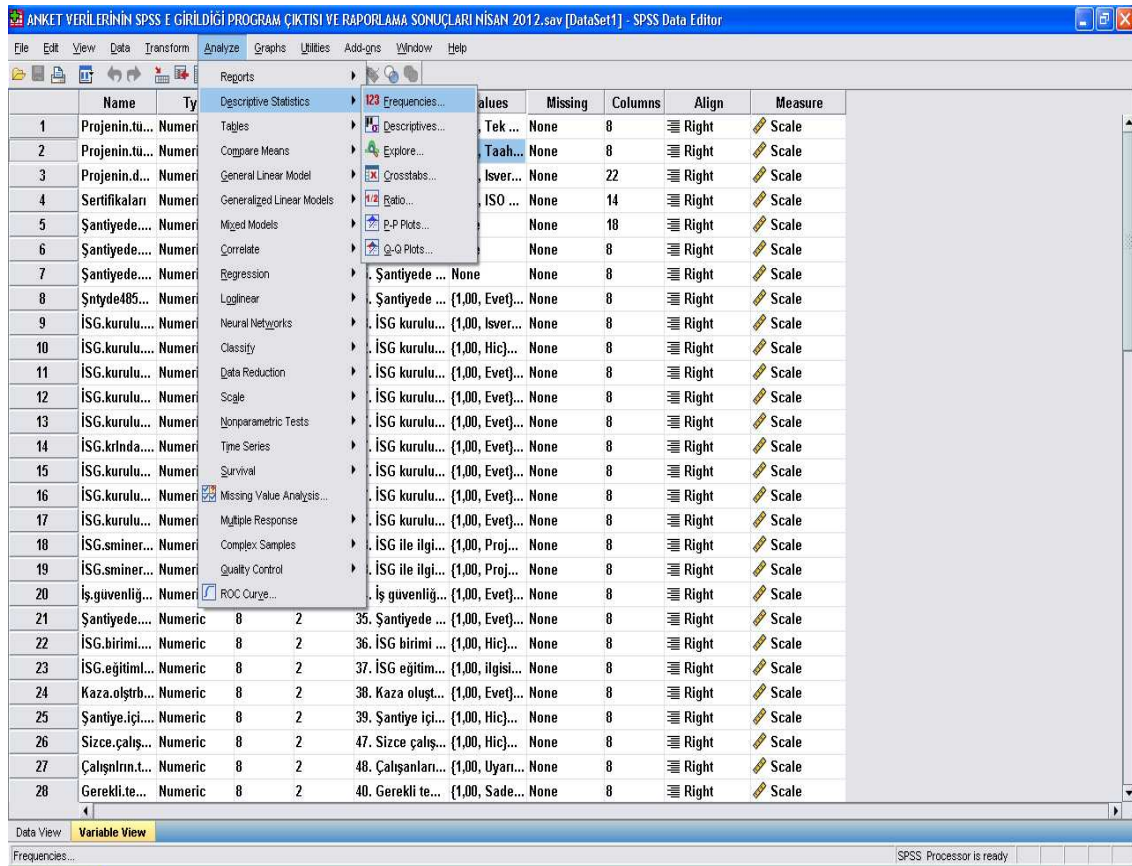 ANKET VERİLERİNİN SPSS E GİRİLDİĞİ PROGRAM ÇIKTISI VE RAPORLAMA SONUÇLARI NİSAN 2012.sav [DataSet1] - SPSS Data Editor
File Edit View Data Transform Analyze Graphs Utilities Add-ons Window Help
Reports
Descriptive Statistics
Tables
Compare Means
General Linear Model
Generalized Linear Models
Mixed Models
Correlate
Regression
Loglinear
Neural Networks
Classify
Data Reduction
Scale
Nonparametric Tests
Time Series
Survival
Missing Value Analysis...
Multiple Response
Complex Samples
Quality Control
ROC Curve...
123 Frequencies...
Descriptives...
Explore...
Crosstabs...
1/2 Ratio...
P-P Plots...
Q-Q Plots...
Name Ty alues Missing Columns Align Measure
1 Projenin.tü... Numeri , Tek ... None 8 Right Scale
2 Projenin.tü... Numeri , Taah... None 8 Right Scale
3 Projenin.d... Numeri , Isver... None 22 Right Scale
4 Sertifikaları Numeri , ISO ... None 14 Right Scale
5 Şantiyede.... Numeri None 18 Right Scale
6 Şantiyede.... Numeri None 8 Right Scale
7 Şantiyede.... Numeri . Şantiyede ... None None 8 Right Scale
8 Şntyde485... Numeri . Şantiyede ... {1,00, Evet}... None 8 Right Scale
9 İSG.kurulu.... Numeri . İSG kurulu... {1,00, Isver... None 8 Right Scale
10 İSG.kurulu.... Numeri . İSG kurulu... {1,00, Hic}... None 8 Right Scale
11 İSG.kurulu... Numeri . İSG kurulu... {1,00, Evet}... None 8 Right Scale
12 İSG.kurulu... Numeri . İSG kurulu... {1,00, Evet}... None 8 Right Scale
13 İSG.kurulu... Numeri . İSG kurulu... {1,00, Evet}... None 8 Right Scale
14 İSG.krlnda.... Numeri . İSG kurulu... {1,00, Evet}... None 8 Right Scale
15 İSG.kurulu... Numeri . İSG kurulu... {1,00, Evet}... None 8 Right Scale
16 İSG.kurulu... Numeri . İSG kurulu... {1,00, Evet}... None 8 Right Scale
17 İSG.kurulu... Numeri . İSG kurulu... {1,00, Evet}... None 8 Right Scale
18 İSG.sminer... Numeri . İSG ile ilgi... {1,00, Proj... None 8 Right Scale
19 İSG.sminer... Numeri . İSG ile ilgi... {1,00, Proj... None 8 Right Scale
20 İş.güvenliğ... Numeri . İş güvenliğ... {1,00, Evet}... None 8 Right Scale
21 Şantiyede.... Numeric 8 2 35. Şantiyede ... {1,00, Evet}... None 8 Right Scale
22 İSG.birimi.... Numeric 8 2 36. İSG birimi ... {1,00, Hic}... None 8 Right Scale
23 İSG.eğitiml... Numeric 8 2 37. İSG eğitim... {1,00, ilgisi... None 8 Right Scale
24 Kaza.olştrb... Numeric 8 2 38. Kaza oluşt... {1,00, Evet}... None 8 Right Scale
25 Şantiye.içi.... Numeric 8 2 39. Şantiye içi... {1,00, Hic}... None 8 Right Scale
26 Sizce.çalış... Numeric 8 2 47. Sizce çalış... {1,00, Hic}... None 8 Right Scale
27 Çalışnlrın.t... Numeric 8 2 48. Çalışanları... {1,00, Uyarı... None 8 Right Scale
28 Gerekli.te... Numeric 8 2 40. Gerekli te... {1,00, Sade... None 8 Right Scale
Data View Variable View
Frequencies... SPSS Processor is ready